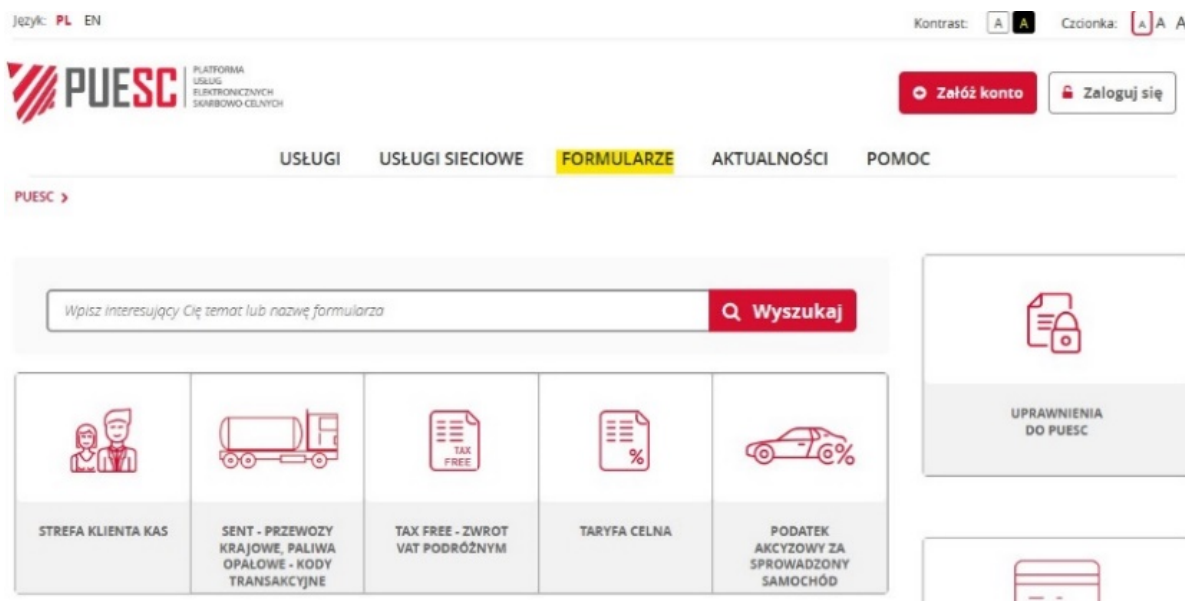 Język: PL EN
Kontrast: A A Czcionka: A A A
PUESC
PLATFORMA
USŁUG
ELEKTRONICZNYCH
SKARBOWO-CELNYCH
Załóż konto
Zaloguj się
USŁUGI USŁUGI SIECIOWE FORMULARZE AKTUALNOŚCI POMOC
PUESC >
Wpisz interesujący Cię temat lub nazwę formularza
Wyszukaj
STREFA KLIENTA KAS
SENT - PRZEWOZY
KRAJOWE, PALIWA
OPAŁOWE - KODY
TRANSAKCYJNE
TAX
FREE
TAX FREE - ZWROT
VAT PODRÓŻNYM
%
TARYFA CELNA
%
PODATEK
AKCYZOWY ZA
SPROWADZONY
SAMOCHÓD
UPRAWNIENIA
DO PUESC